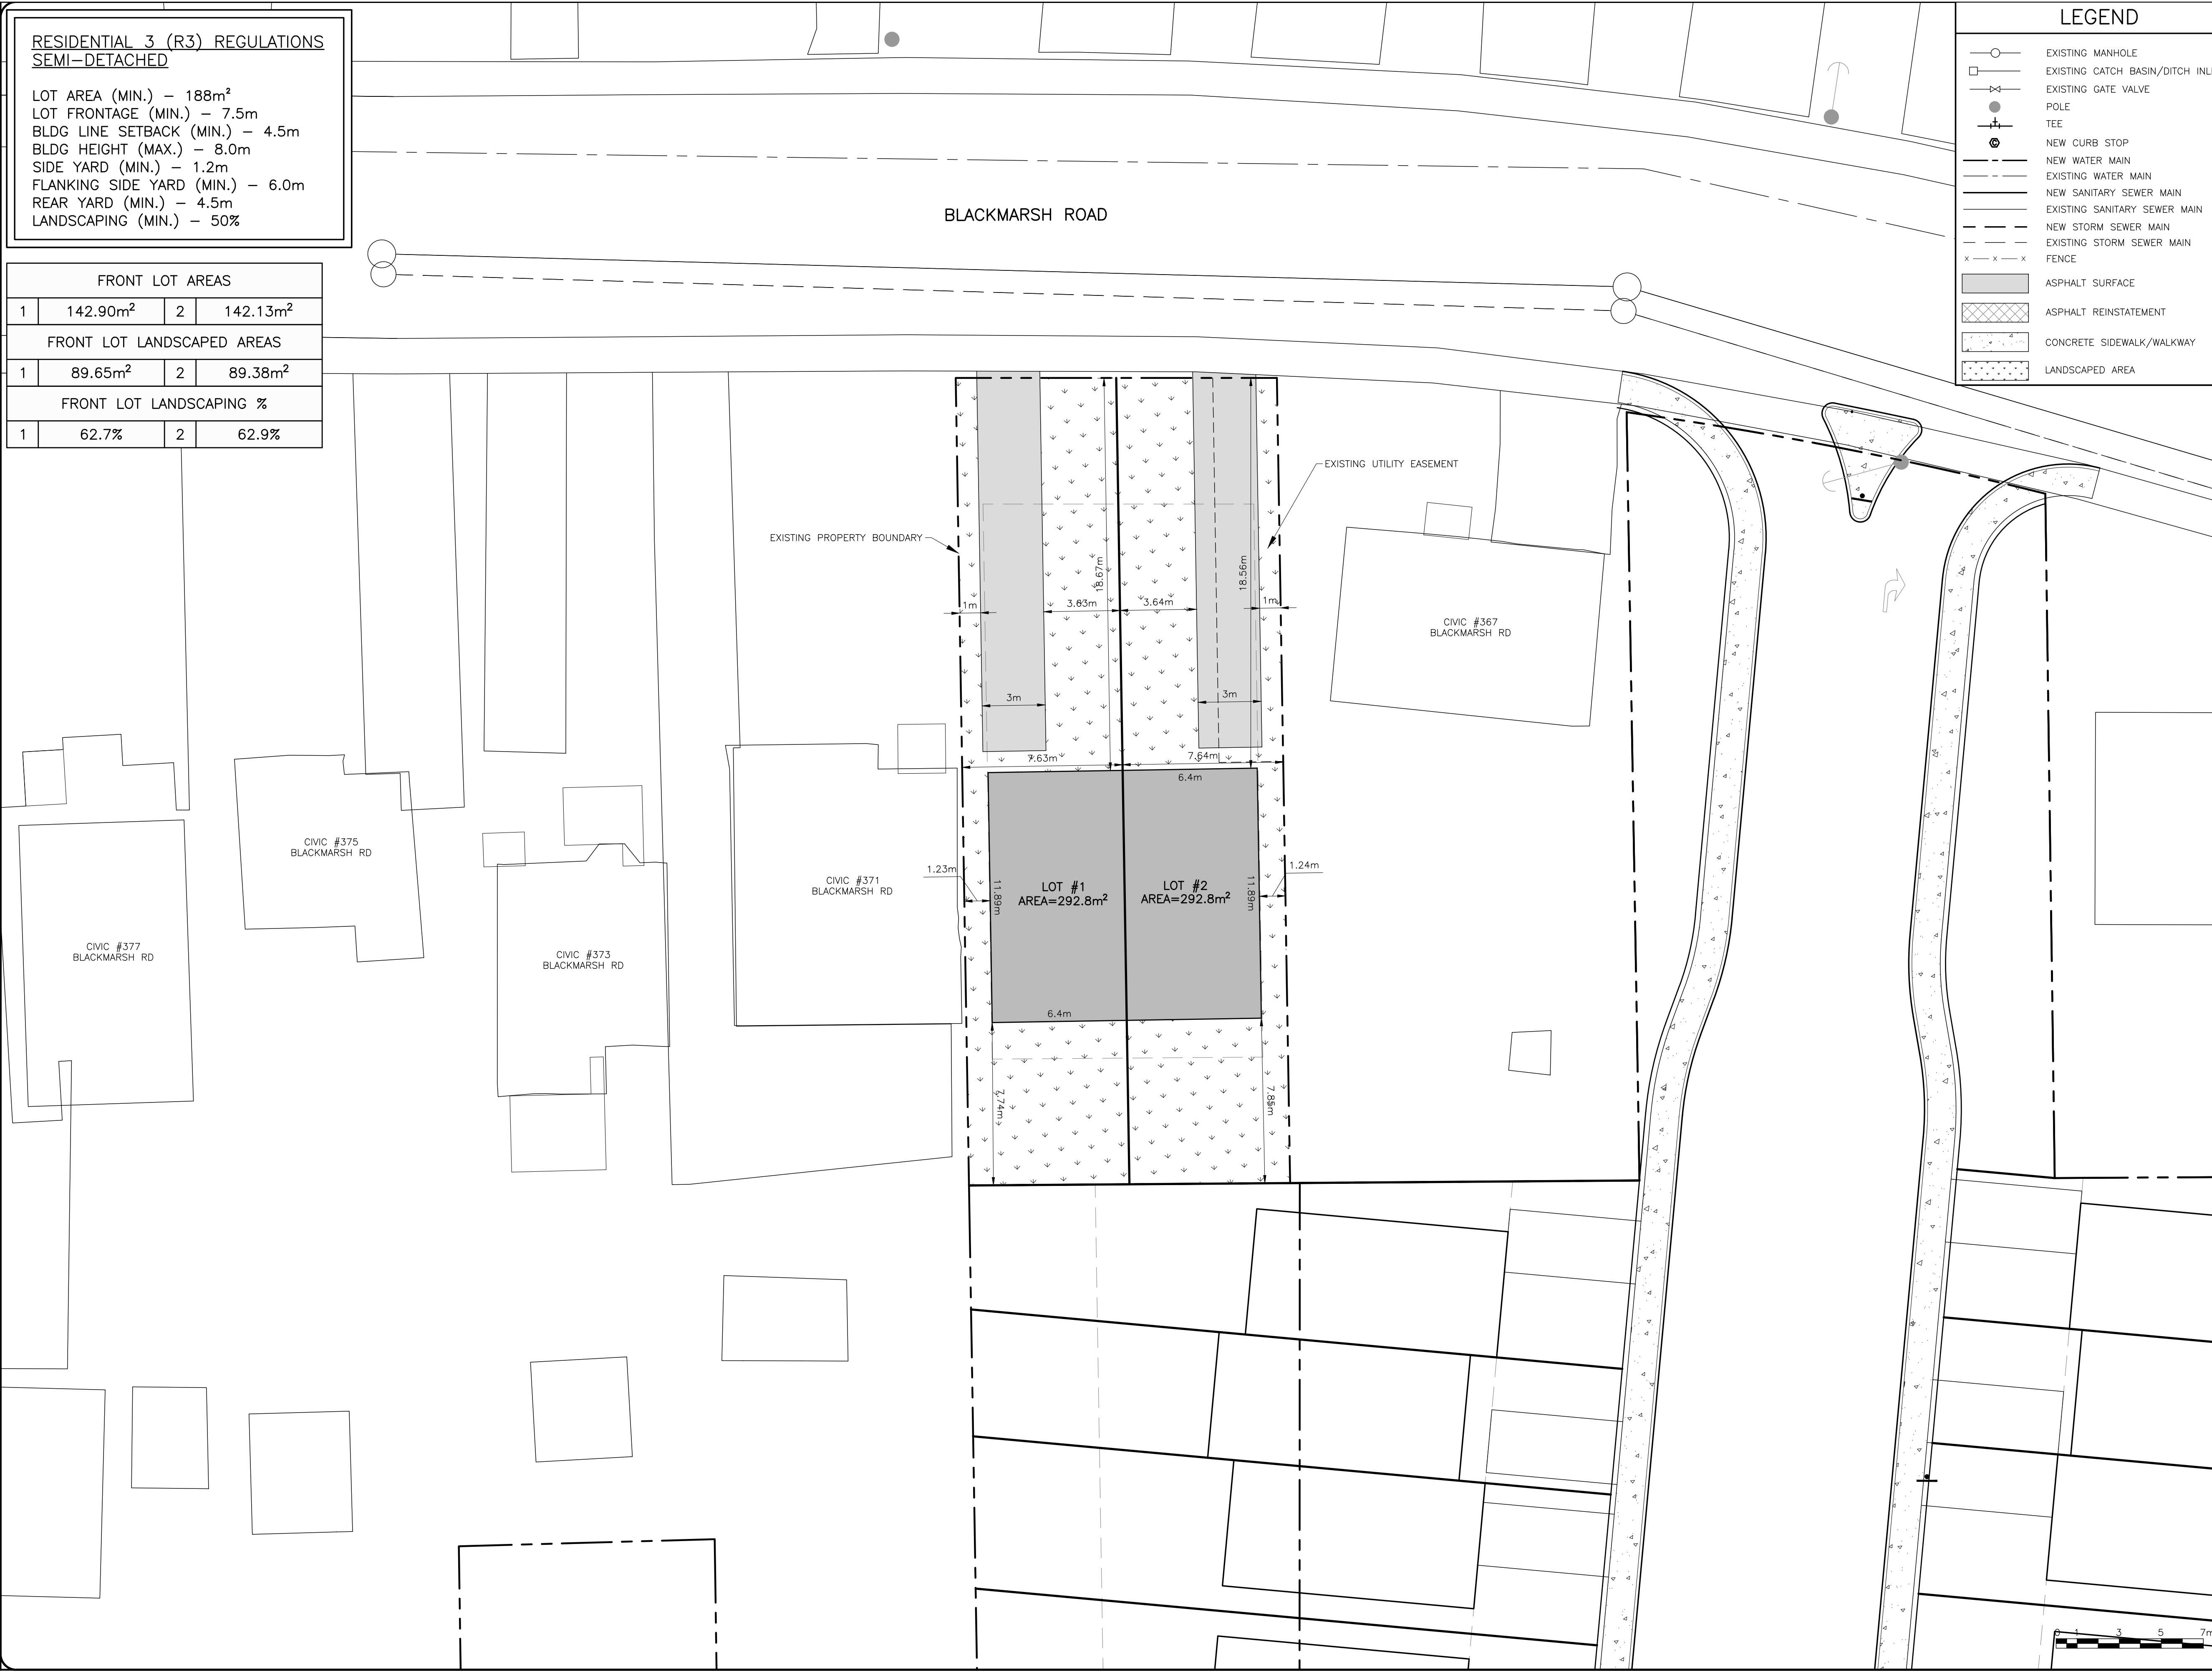 RESIDENTIAL 3 (R3) REGULATIONS
SEMI-DETACHED
LOT AREA (MIN.) - 188m²
LOT FRONTAGE (MIN.) - 7.5m
BLDG LINE SETBACK (MIN.) - 4.5m
BLDG HEIGHT (MAX.) - 8.0m
SIDE YARD (MIN.) - 1.2m
FLANKING SIDE YARD (MIN.) - 6.0m
REAR YARD (MIN.) - 4.5m
LANDSCAPING (MIN.) - 50%
FRONT LOT AREAS
1 142.90m² 2 142.13m²
FRONT LOT LANDSCAPED AREAS
1 89.65m² 2 89.38m²
FRONT LOT LANDSCAPING %
1 62.7% 2 62.9%
LEGEND
EXISTING MANHOLE
EXISTING CATCH BASIN/DITCH INL
EXISTING GATE VALVE
POLE
TEE
NEW CURB STOP
NEW WATER MAIN
EXISTING WATER MAIN
NEW SANITARY SEWER MAIN
EXISTING SANITARY SEWER MAIN
NEW STORM SEWER MAIN
EXISTING STORM SEWER MAIN
x x x FENCE
ASPHALT SURFACE
ASPHALT REINSTATEMENT
CONCRETE SIDEWALK/WALKWAY
LANDSCAPED AREA
BLACKMARSH ROAD
EXISTING UTILITY EASEMENT
EXISTING PROPERTY BOUNDARY
18.67m
18.56m
1m
3.63m
3.64m
1m
3m
3m
7.63m
7.64m
6.4m
CIVIC #367
BLACKMARSH RD
CIVIC #375
BLACKMARSH RD
CIVIC #371
BLACKMARSH RD
CIVIC #377
BLACKMARSH RD
CIVIC #373
BLACKMARSH RD
1.23m
1.24m
11.89m
LOT #1
AREA=292.8m²
LOT #2
AREA=292.8m²
11.89m
6.4m
7.74m
7.85m
0 1 3 5 7m